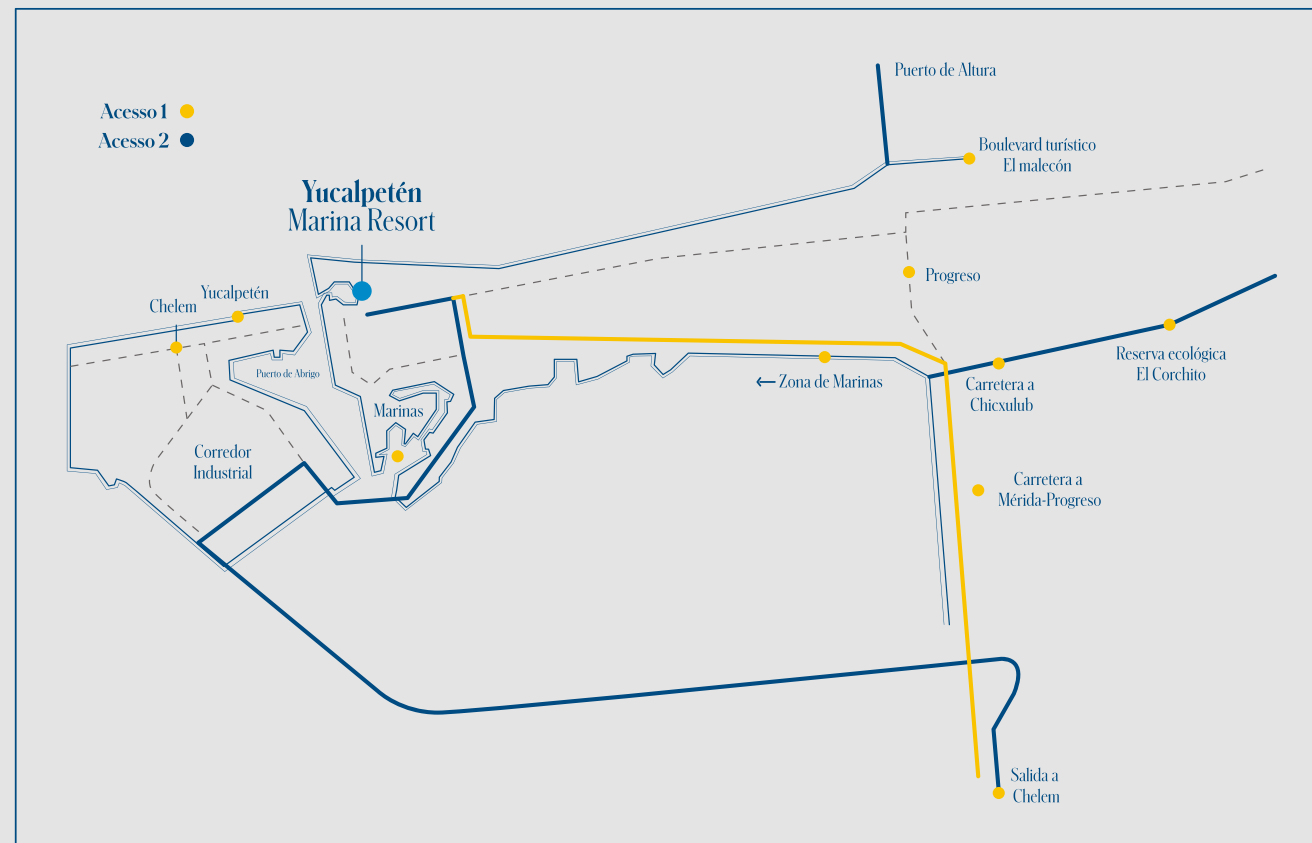 Puerto de Altura
Acesso 1
Acesso 2
Boulevard turístico
El malecón
Yucalpetén
Marina Resort
Progreso
Yucalpetén
Chelem
Reserva ecológica
El Corchito
Puerto de Abrigo
Zona de Marinas
Carretera a
Chicxulub
Marinas
Corredor
Industrial
Carretera a
Mérida-Progreso
Salida a
Chelem